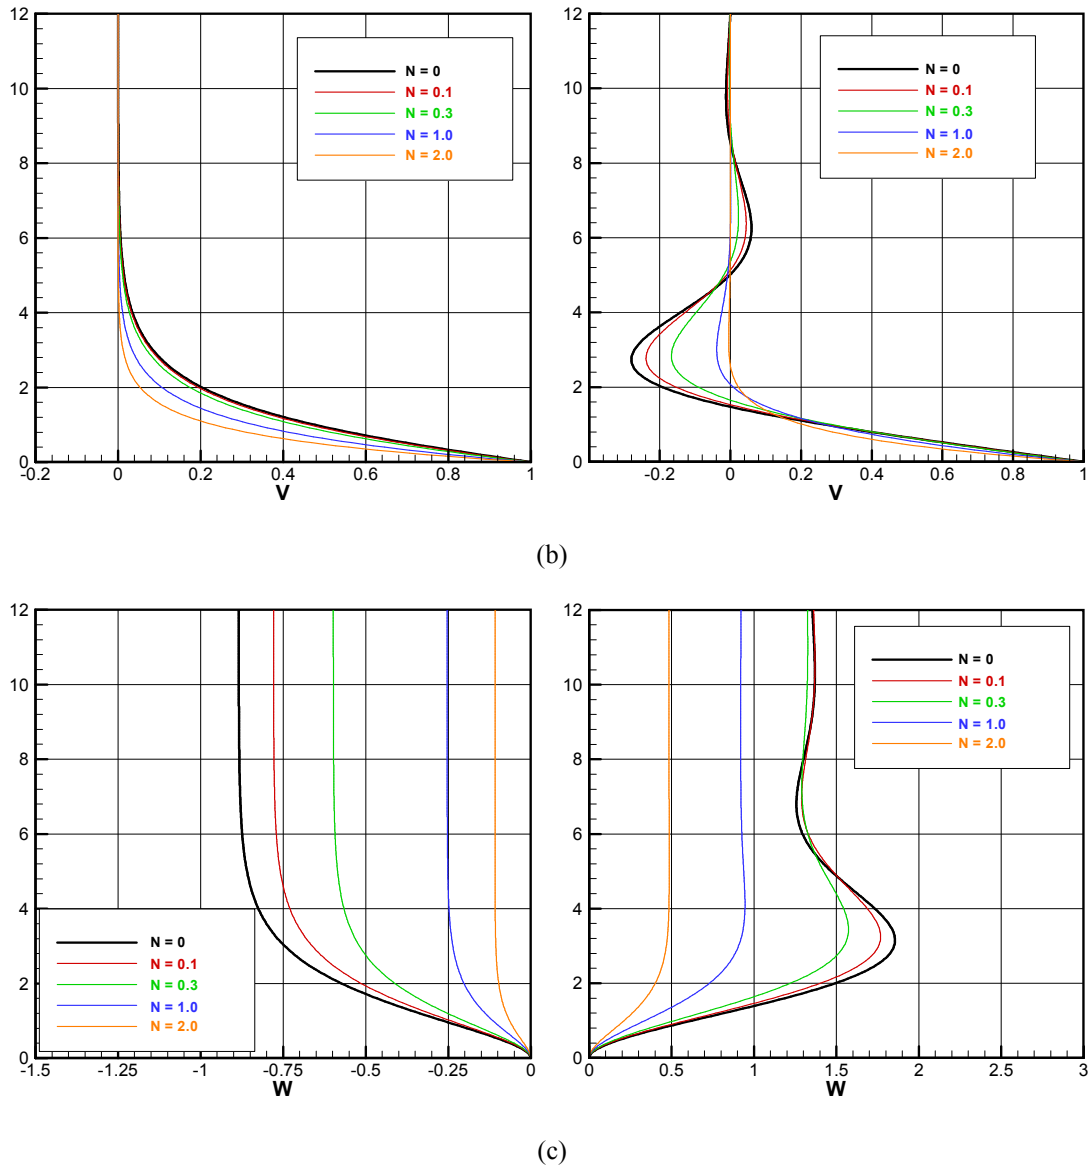 12
10
8
6
4
2
0
N = 0
N = 0.1
N = 0.3
N = 1.0
N = 2.0
-0.2 0 0.2 0.4 0.6 0.8 1
V
12
10
8
6
4
2
0
N = 0
N = 0.1
N = 0.3
N = 1.0
N = 2.0
-0.2 0 0.2 0.4 0.6 0.8 1
V
(b)
12
10
8
6
4
2
0
N = 0
N = 0.1
N = 0.3
N = 1.0
N = 2.0
-1.5 -1.25 -1 -0.75 -0.5 -0.25 0
W
12
10
8
6
4
2
0
N = 0
N = 0.1
N = 0.3
N = 1.0
N = 2.0
0 0.5 1 1.5 2 2.5 3
W
(c)